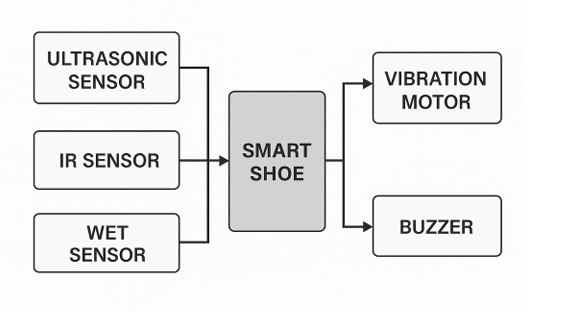 ULTRASONIC
SENSOR
IR SENSOR
WET
SENSOR
SMART
SHOE
VIBRATION
MOTOR
BUZZER